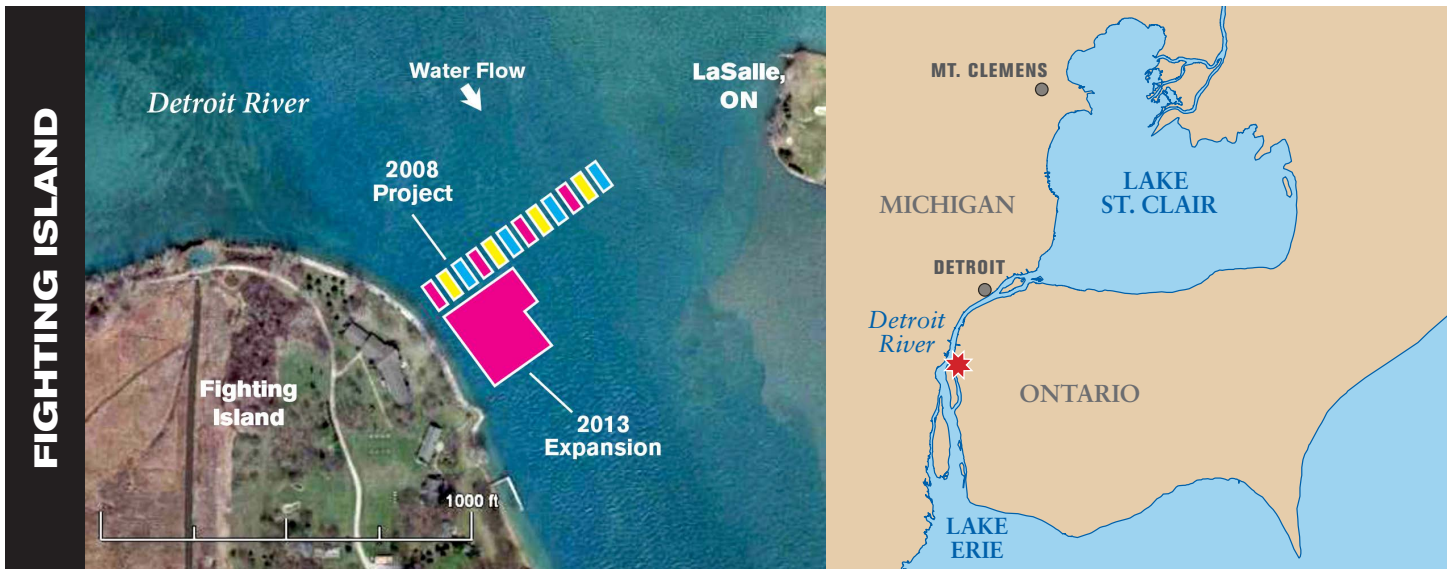 FIGHTING ISLAND
Detroit River
Water Flow
LaSalle,
ON
2008
Project
Fighting
Island
2013
Expansion
1000 ft
MT. CLEMENS
LAKE
ST. CLAIR
MICHIGAN
DETROIT
Detroit
River
ONTARIO
LAKE
ERIE